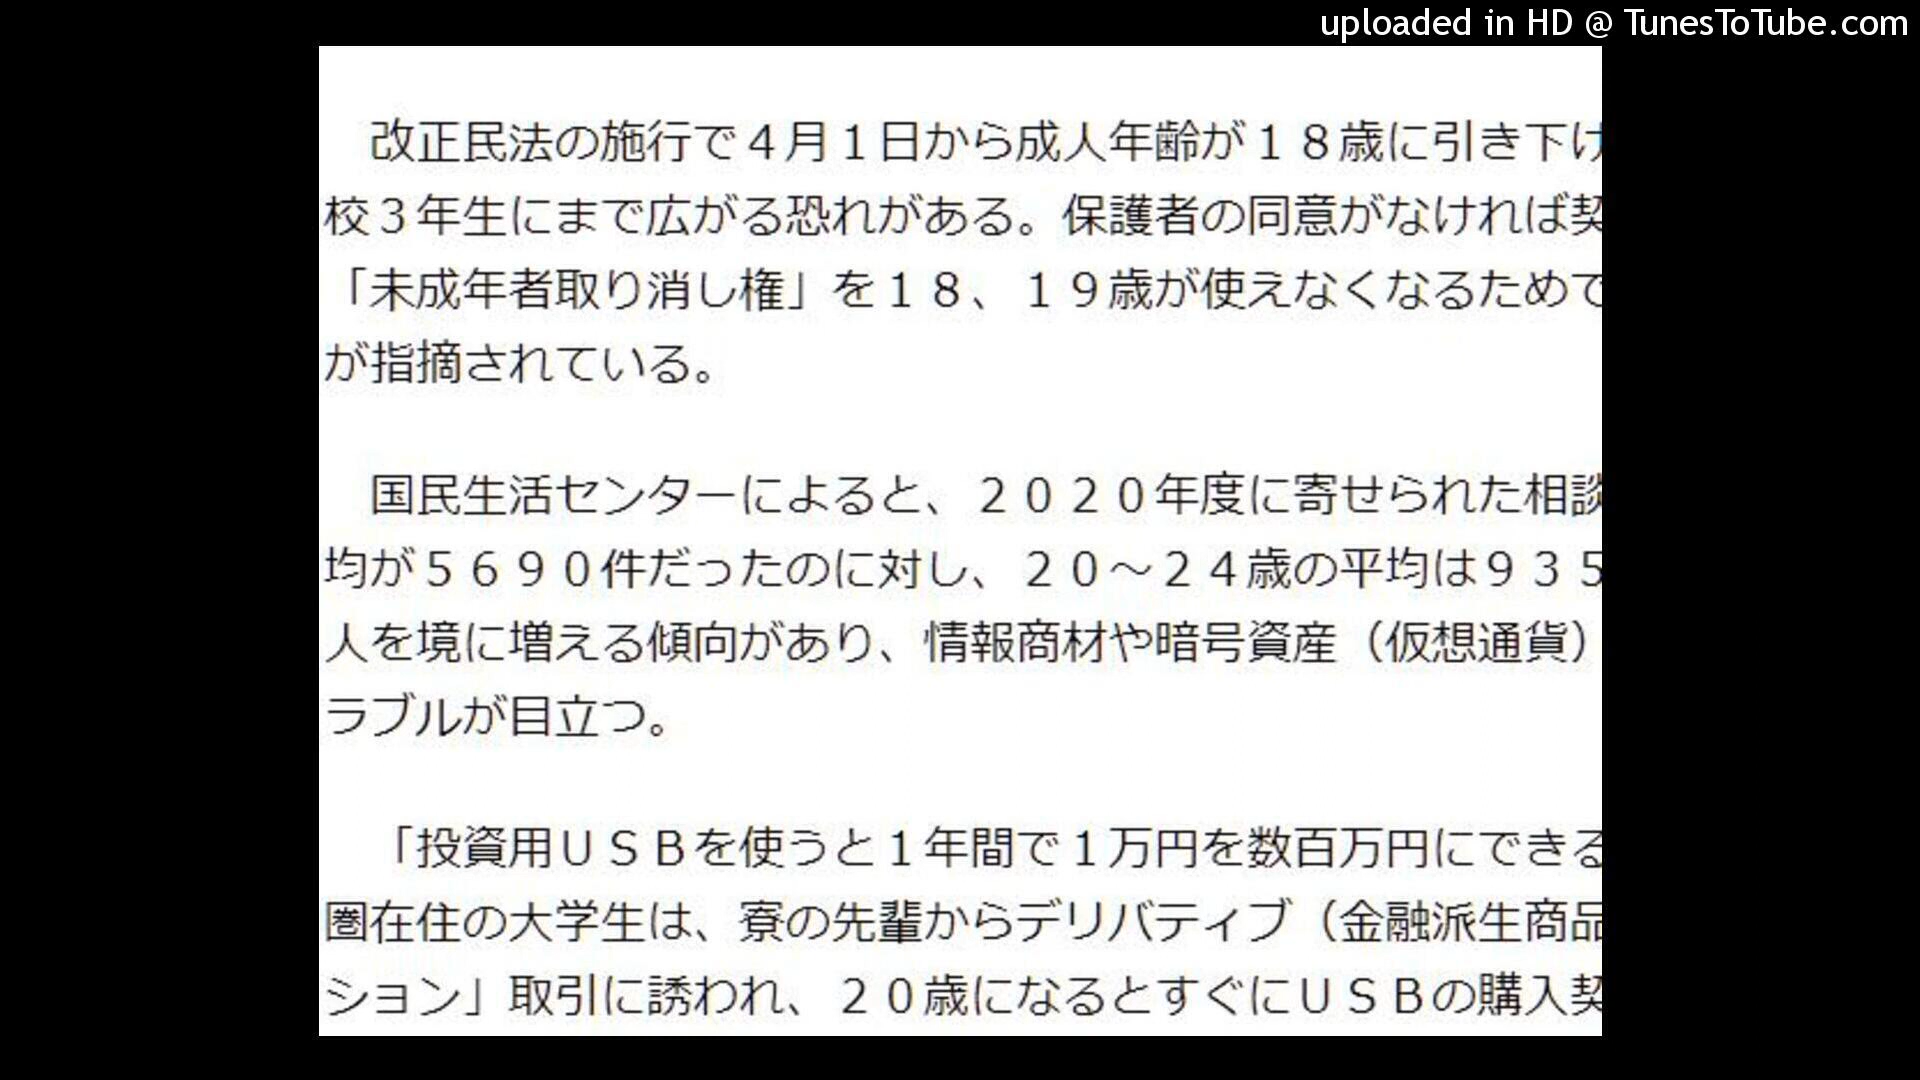 uploaded in HD @ TunesToTube.com
　改正民法の施行で４月１日から成人年齢が１８歳に引き下げ
校３年生にまで広がる恐れがある。保護者の同意がなければ契
「未成年者取り消し権」を１８、１９歳が使えなくなるためで
が指摘されている。
　国民生活センターによると、２０２０年度に寄せられた相談
均が５６９０件だったのに対し、２０～２４歳の平均は９３５
人を境に増える傾向があり、情報商材や暗号資産（仮想通貨）
ラブルが目立つ。
　「投資用ＵＳＢを使うと１年間で１万円を数百万円にできる
圏在住の大学生は、寮の先輩からデリバティブ（金融派生商品
ション」取引に誘われ、２０歳になるとすぐにＵＳＢの購入契